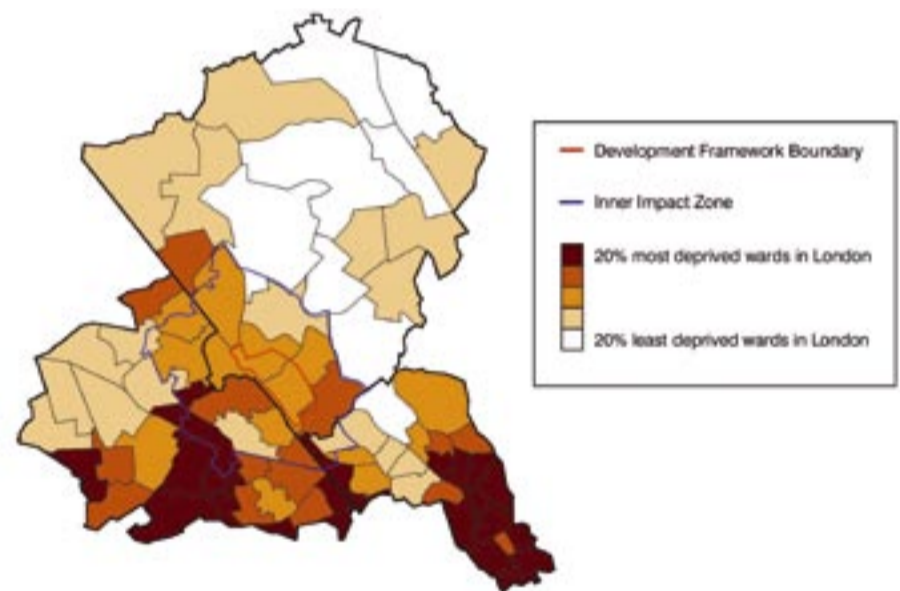 Development Framework Boundary
Inner Impact Zone
20% most deprived wards in London
20% least deprived wards in London